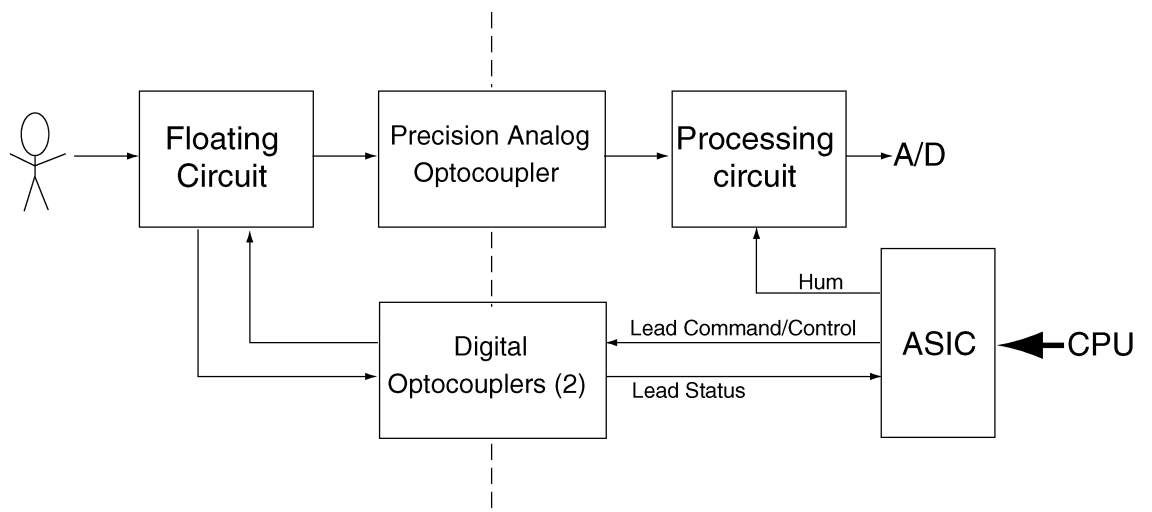 Floating
Circuit
Precision Analog
Optocoupler
Processing
circuit
A/D
Hum
Lead Command/Control
Lead Status
Digital
Optocouplers (2)
ASIC
CPU